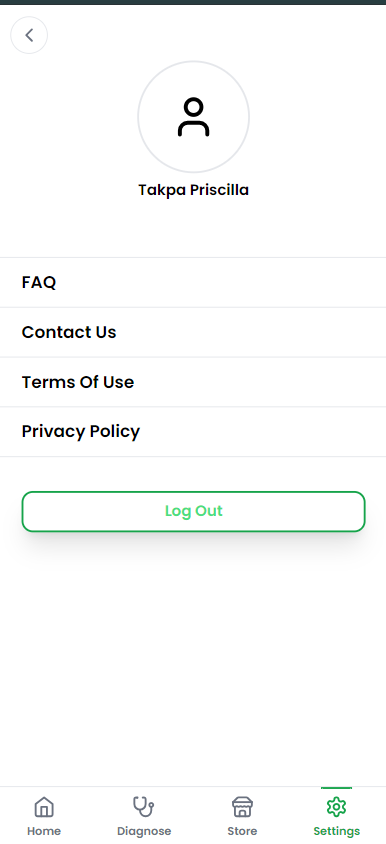 Takpa Priscilla
FAQ
Contact Us
Terms Of Use
Privacy Policy
Log Out
Home
Diagnose
Store
Settings